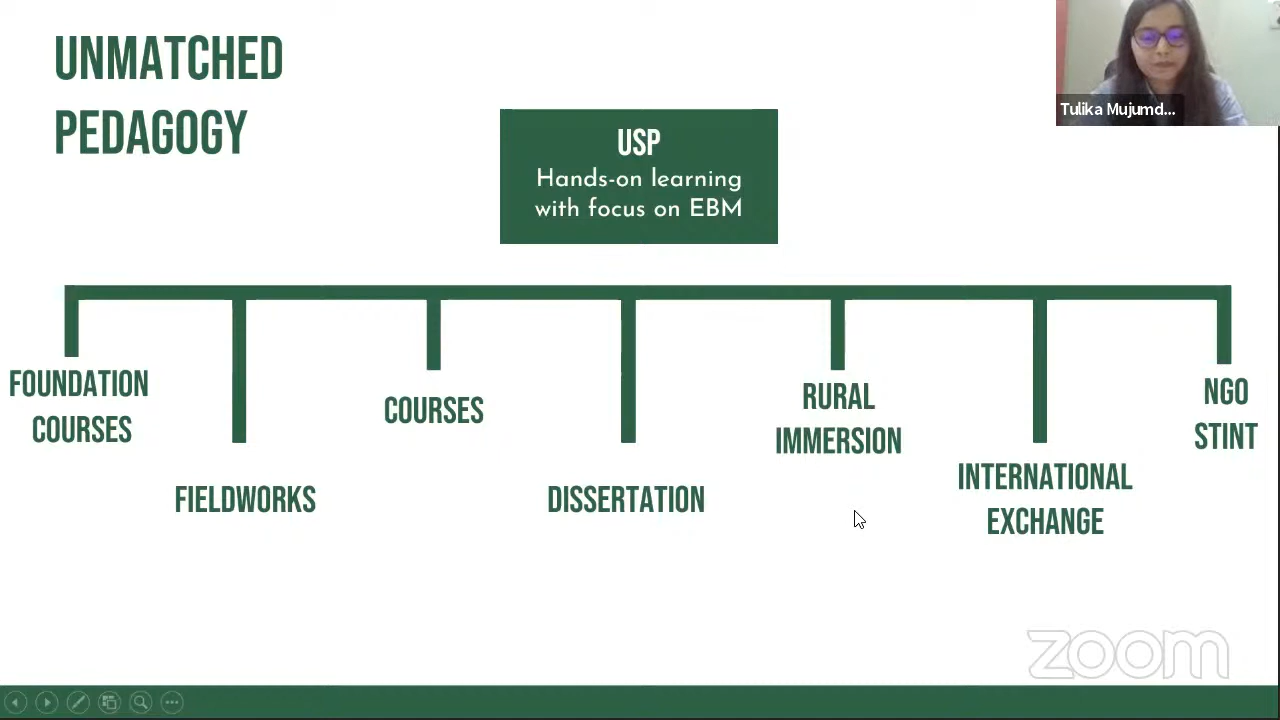 UNMATCHED
PEDAGOGY
Tulika Mujumd...
USP
Hands-on learning
with focus on EBM
FOUNDATION
COURSES
FIELDWORKS
COURSES
DISSERTATION
RURAL
IMMERSION
INTERNATIONAL
EXCHANGE
NGO
STINT
zoom